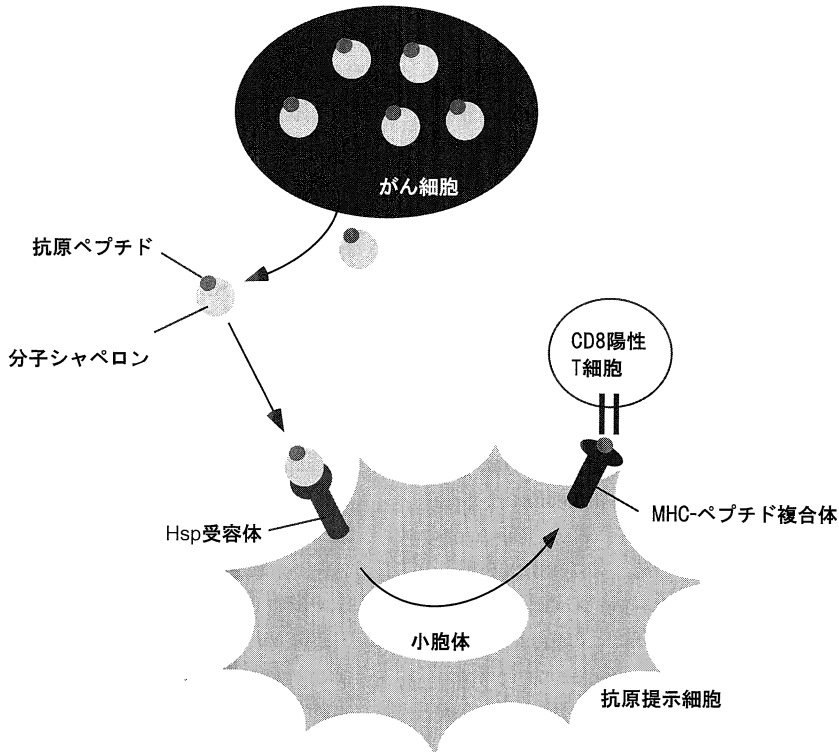 がん細胞
抗原ペプチド
分子シャペロン
CD8陽性
T細胞
Hsp受容体
MHC-ペプチド複合体
小胞体
抗原提示細胞